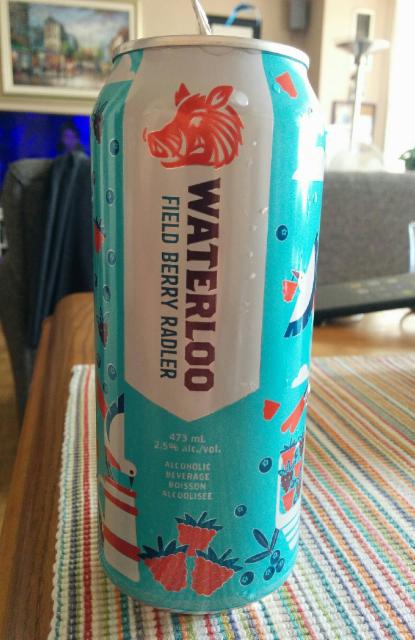 WATERLOO
FIELD BERRY RADLER
473 mL
2.5% alc./vol.
ALCOHOLIC
BEVERAGE
BOISSON
ALCOOLISÉE